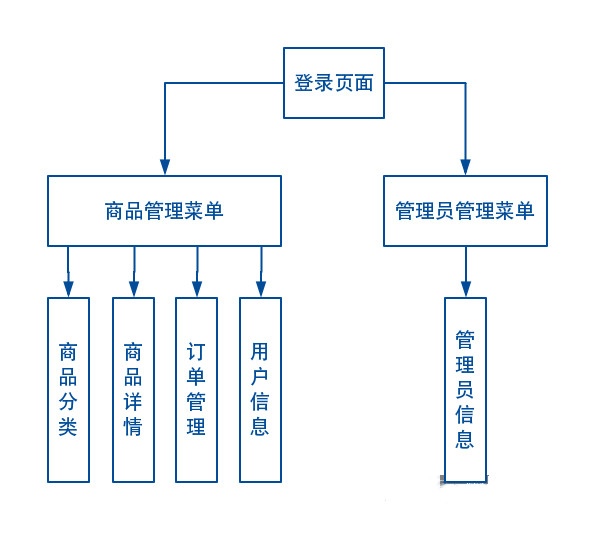 登录页面
商品管理菜单
管理员管理菜单
商品分类
商品详情
订单管理
用户信息
管理员信息